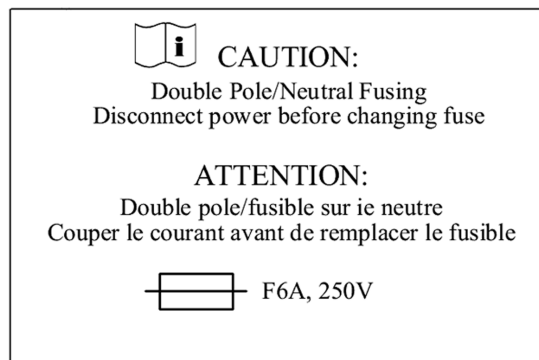 CAUTION:
Double Pole/Neutral Fusing
Disconnect power before changing fuse
ATTENTION:
Double pole/fusible sur ie neutre
Couper le courant avant de remplacer le fusible
F6A, 250V